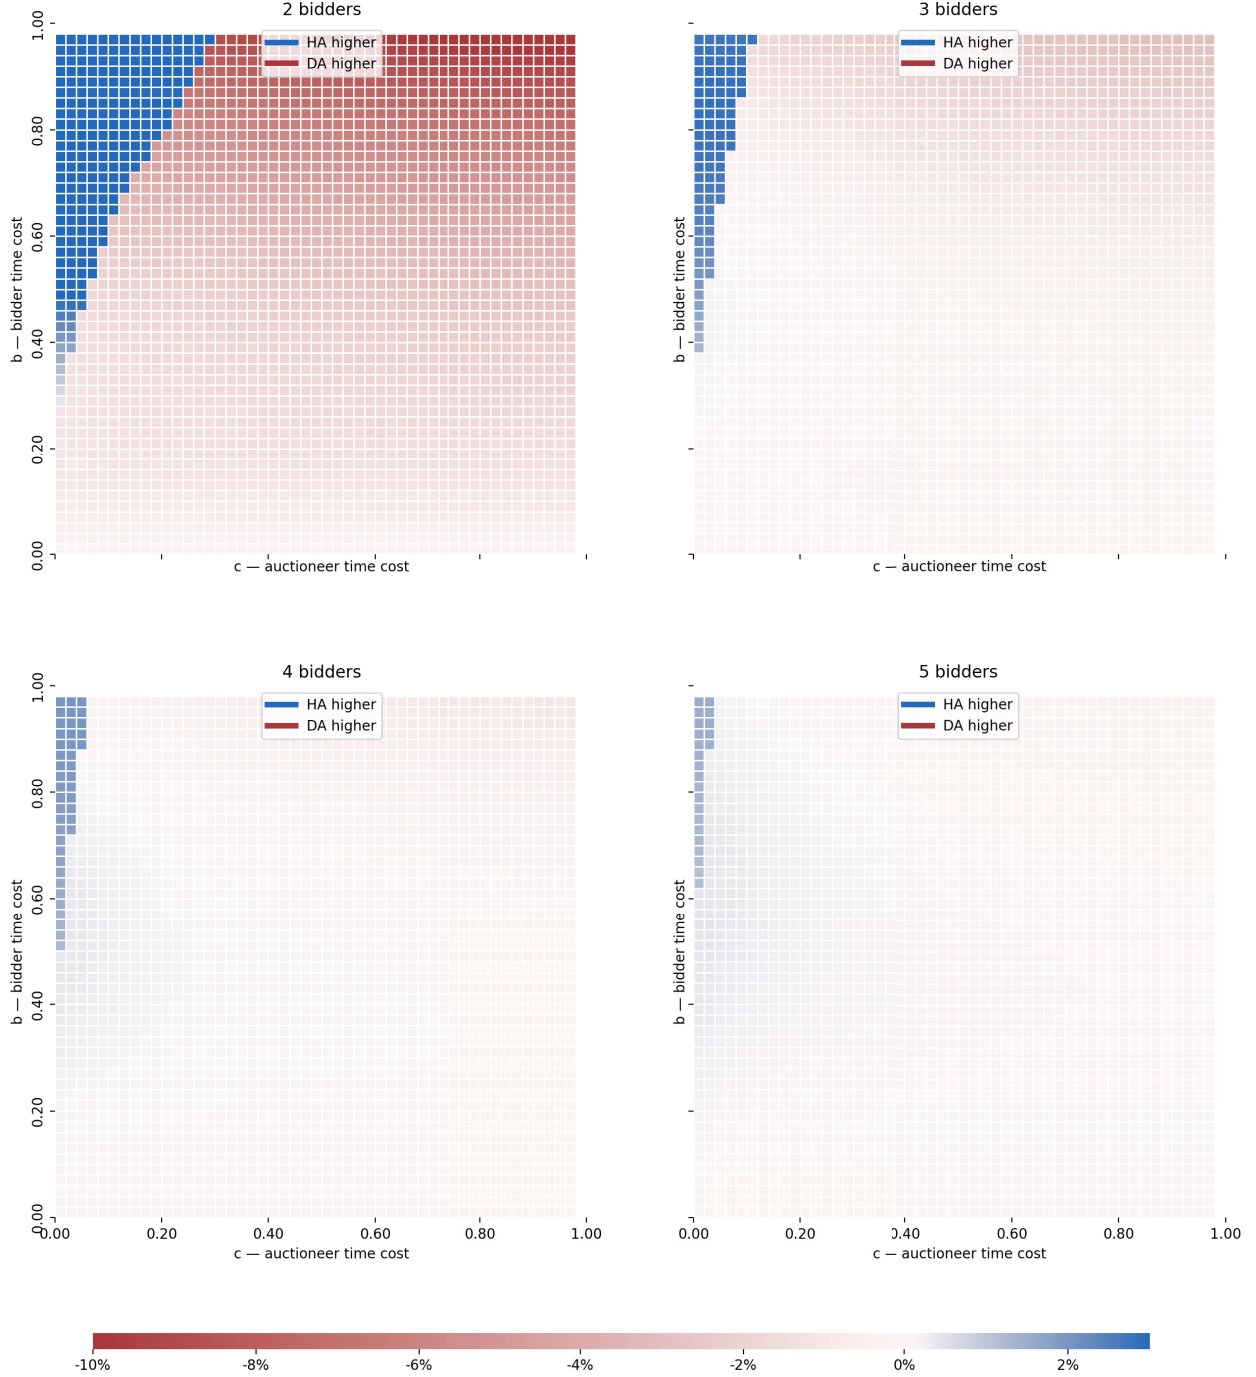 2 bidders
3 bidders
HA higher
DA higher
HA higher
DA higher
1.00
0.80
0.60
0.40
0.20
0.00
b — bidder time cost
b — bidder time cost
c — auctioneer time cost
c — auctioneer time cost
4 bidders
5 bidders
HA higher
DA higher
HA higher
DA higher
1.00
0.80
0.60
0.40
0.20
0.00
b — bidder time cost
b — bidder time cost
0.00 0.20 0.40 0.60 0.80 1.00
0.00 0.20 0.40 0.60 0.80 1.00
c — auctioneer time cost
c — auctioneer time cost
-10% -8% -6% -4% -2% 0% 2%